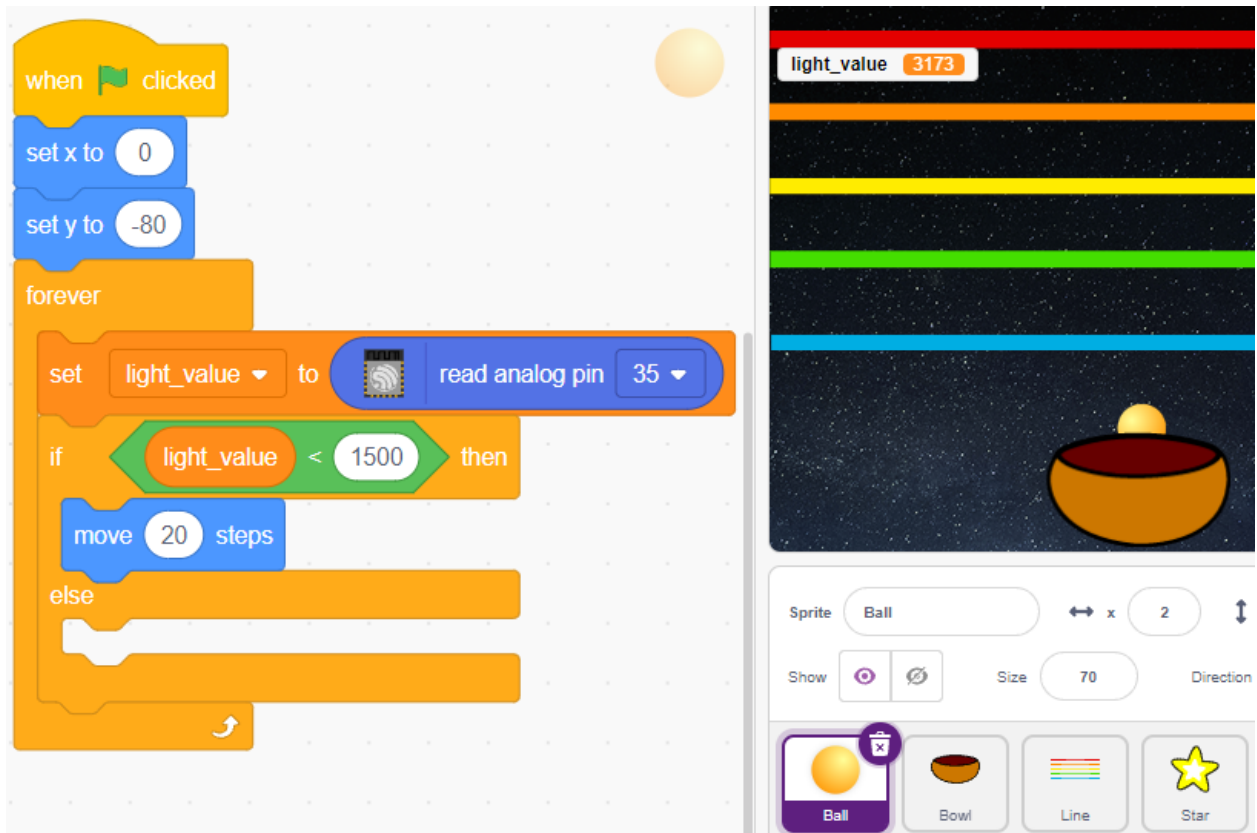 when clicked
set x to 0
set y to -80
forever
set light_value to read analog pin 35
if light_value < 1500 then
move 20 steps
else
light_value 3173
Sprite Ball x 2
Show Size 70 Direction
Ball Bowl Line Star